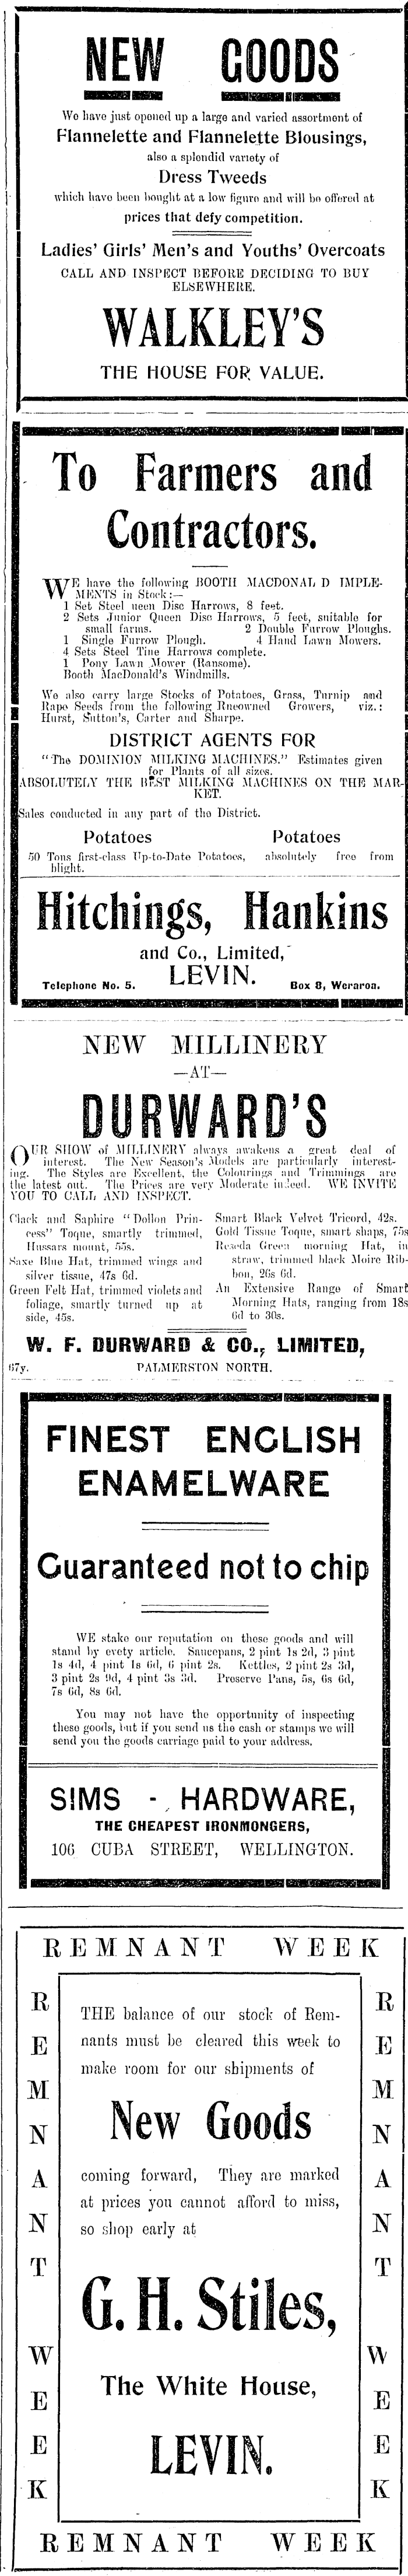 NEW GOODS
We have just opened up a large and varied assortment of
Flannelette and Flannelette Blousings,
also a splendid variety of
Dress Tweeds
which have been bought at a low figure and will be offered at
prices that defy competition.
Ladies' Girls' Men's and Youths' Overcoats
CALL AND INSPECT BEFORE DECIDING TO BUY
ELSEWHERE.
WALKLEY'S
THE HOUSE FOR VALUE.
To Farmers and
Contractors.
WE have the following BOOTH MACDONAL D IMPLE-
MENTS in Stock:—
1 Set Steel ueen Disc Harrows, 8 feet.
2 Sets Junior Queen Disc Harrows, 5 feet, suitable for
small farms. 2 Double Furrow Ploughs.
1 Single Furrow Plough. 4 Hand Lawn Mowers.
4 Sets Steel Tine Harrows complete.
1 Pony Lawn Mower (Ransome).
Booth MacDonald's Windmills.
We also carry large Stocks of Potatoes, Grass, Turnip and
Rape Seeds from the following Rneowned Growers, viz.:
Hurst, Sutton's, Carter and Sharpe.
DISTRICT AGENTS FOR
"The DOMINION MILKING MACHINES." Estimates given
for Plants of all sizes.
ABSOLUTELY THE BEST MILKING MACHINES ON THE MAR-
KET.
Sales conducted in any part of the District.
Potatoes Potatoes
50 Tons first-class Up-to-Date Potatoes, absolutely free from
blight.
Hitchings, Hankins
and Co., Limited,
Telephone No. 5. LEVIN. Box 8, Weraroa.
NEW MILLINERY
—AT—
DURWARD'S
OUR SHOW of MILLINERY always awakens a great deal of
interest. The New Season's Models are particularly interest-
ing. The Styles are Excellent, the Colourings and Trimmings are
the latest out. The Prices are very Moderate indeed. WE INVITE
YOU TO CALL AND INSPECT.
Clack and Saphire "Dollon Prin-
cess" Toque, smartly trimmed,
Hussars mount, 55s.
Saxe Blue Hat, trimmed wings and
silver tissue, 47s 6d.
Green Felt Hat, trimmed violets and
foliage, smartly turned up at
side, 45s.
Smart Black Velvet Tricord, 42s.
Gold Tissue Toque, smart shaps, 75s
Reseda Green morning Hat, in
straw, trimmed black Moire Rib-
bon, 26s 6d.
An Extensive Range of Smart
Morning Hats, ranging from 18s
6d to 30s.
W. F. DURWARD & CO., LIMITED,
67y. PALMERSTON NORTH.
FINEST ENGLISH
ENAMELWARE
Guaranteed not to chip
WE stake our reputation on these goods and will
stand by evety article. Saucepans, 2 pint 1s 2d, 3 pint
1s 4d, 4 pint 1s 6d, 6 pint 2s. Kettles, 2 pint 2s 3d,
3 pint 2s 9d, 4 pint 3s 3d. Preserve Pans, 5s, 6s 6d,
7s 6d, 8s 6d.
You may not have the opportunity of inspecting
these goods, but if you send us the cash or stamps we will
send you the goods carriage paid to your address.
SIMS - HARDWARE,
THE CHEAPEST IRONMONGERS,
106 CUBA STREET, WELLINGTON.
REMNANT WEEK
REMNANT WEEK
THE balance of our stock of Rem-
nants must be cleared this week to
make room for our shipments of
New Goods
coming forward, They are marked
at prices you cannot afford to miss,
so shop early at
G. H. Stiles,
The White House,
LEVIN.
REMNANT WEEK
REMNANT WEEK